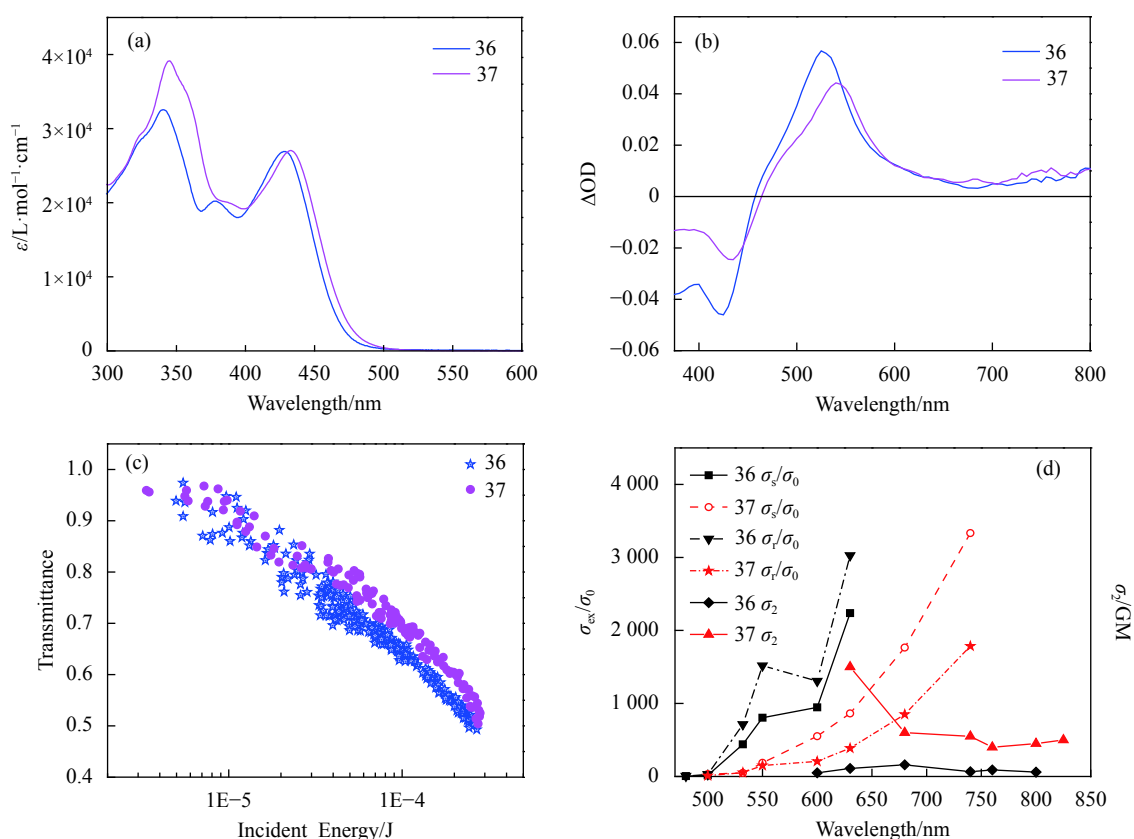 (a)
36
37
4×10⁴
3×10⁴
2×10⁴
1×10⁴
0
300 350 400 450 500 550 600
ε/L·mol⁻¹·cm⁻¹
Wavelength/nm
(b)
36
37
0.06
0.04
0.02
0
−0.02
−0.04
−0.06
400 500 600 700 800
ΔOD
Wavelength/nm
(c)
36
37
1.0
0.9
0.8
0.7
0.6
0.5
0.4
1E−5 1E−4
Transmittance
Incident Energy/J
(d)
36 σs/σ0
37 σs/σ0
36 σr/σ0
37 σr/σ0
36 σ2
37 σ2
4 000
3 000
2 000
1 000
0
500 550 600 650 700 750 800 850
σex/σ0
σ2/GM
Wavelength/nm